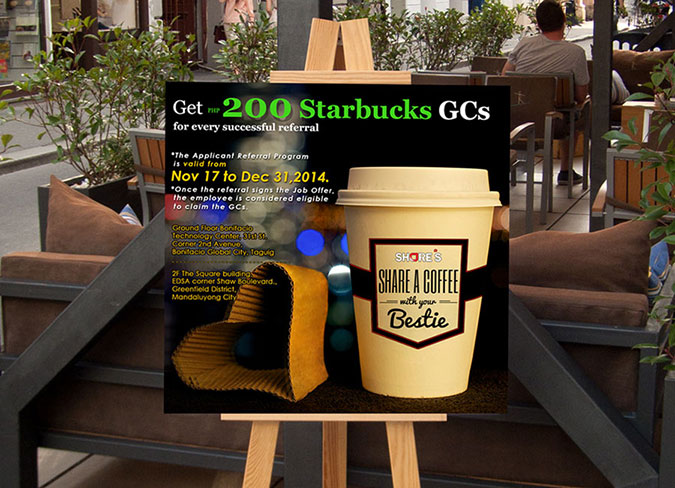 Get PHP 200 Starbucks GCs
for every successful referral
*The Applicant Referral Program
is valid from
Nov 17 to Dec 31,2014.
*Once the referral signs the Job Offer,
the employee is considered eligible
to claim the GCs.
Ground Floor Bonifacio
Technology Center, 31st St.
Corner 2nd Avenue,
Bonifacio Global City, Taguig
2F The Square building,
EDSA corner Shaw Boulevard.,
Greenfield District,
Mandaluyong City
SHORE'S
SHARE A COFFEE
with your
Bestie